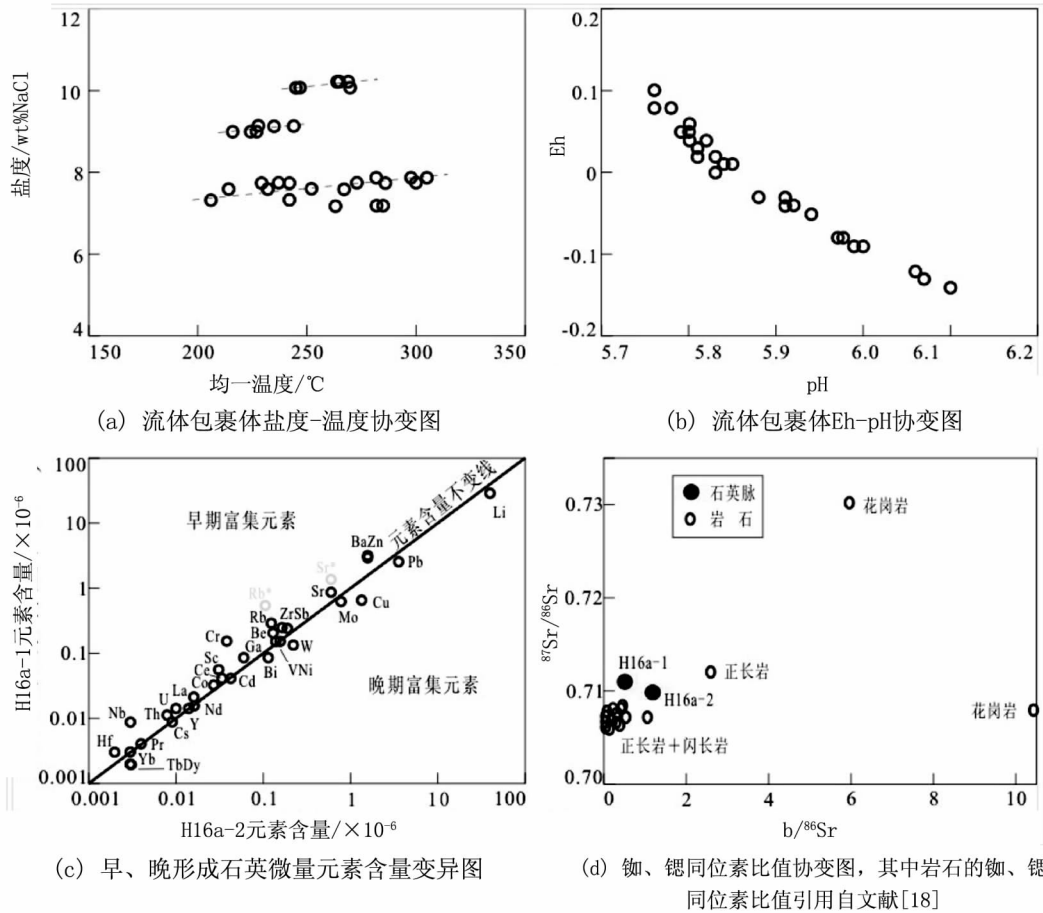 12
10
8
6
4
盐度/wt%NaCl
150
200
250
300
350
均一温度/℃
(a) 流体包裹体盐度-温度协变图
0.2
0.1
0
-0.1
-0.2
Eh
5.7
5.8
5.9
6.0
6.1
6.2
pH
(b) 流体包裹体Eh-pH协变图
100
10
1
0.1
0.01
0.001
H16a-1元素含量/×10⁻⁶
早期富集元素
元素含量不变线
晚期富集元素
Li
BaZn
Pb
Sr*
Rb*
Sr
Cu
Mo
Rb
ZrSb
Be
Cr
Ga
W
VNi
Sc
Bi
Ce
Cd
Co
La
U
Nd
Nb
Th
Y
Cs
Hf
Pr
Yb
TbDy
0.001
0.01
0.1
1
10
100
H16a-2元素含量/×10⁻⁶
(c) 早、晚形成石英微量元素含量变异图
0.73
0.72
0.71
0.70
⁸⁷Sr/⁸⁶Sr
石英脉
岩 石
花岗岩
H16a-1
正长岩
H16a-2
花岗岩
正长岩+闪长岩
0
2
4
6
8
10
b/⁸⁶Sr
(d) 铷、锶同位素比值协变图，其中岩石的铷、锶
同位素比值引用自文献[18]